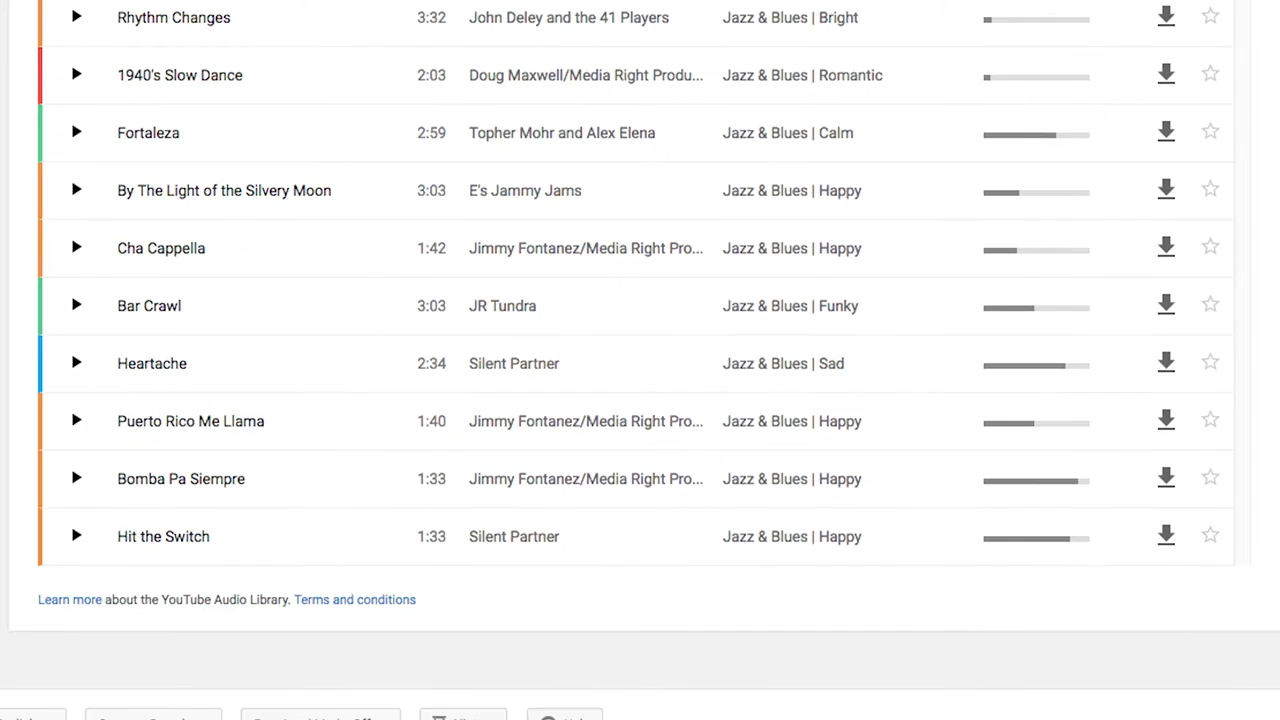 Rhythm Changes 3:32 John Deley and the 41 Players Jazz & Blues | Bright
1940's Slow Dance 2:03 Doug Maxwell/Media Right Produ... Jazz & Blues | Romantic
Fortaleza 2:59 Topher Mohr and Alex Elena Jazz & Blues | Calm
By The Light of the Silvery Moon 3:03 E's Jammy Jams Jazz & Blues | Happy
Cha Cappella 1:42 Jimmy Fontanez/Media Right Pro... Jazz & Blues | Happy
Bar Crawl 3:03 JR Tundra Jazz & Blues | Funky
Heartache 2:34 Silent Partner Jazz & Blues | Sad
Puerto Rico Me Llama 1:40 Jimmy Fontanez/Media Right Pro... Jazz & Blues | Happy
Bomba Pa Siempre 1:33 Jimmy Fontanez/Media Right Pro... Jazz & Blues | Happy
Hit the Switch 1:33 Silent Partner Jazz & Blues | Happy
Learn more about the YouTube Audio Library. Terms and conditions